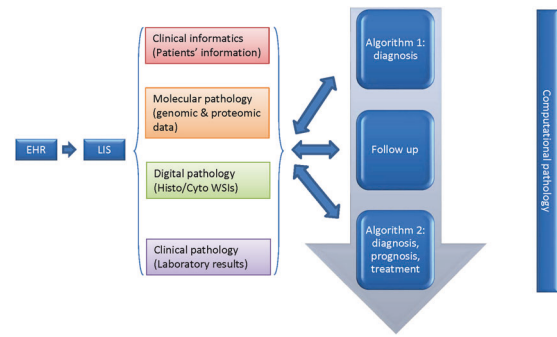 EHR
LIS
Clinical informatics
(Patients' information)
Molecular pathology
(genomic & proteomic
data)
Digital pathology
(Histo/Cyto WSIs)
Clinical pathology
(Laboratory results)
Algorithm 1:
diagnosis
Follow up
Algorithm 2:
diagnosis,
prognosis,
treatment
Computational pathology